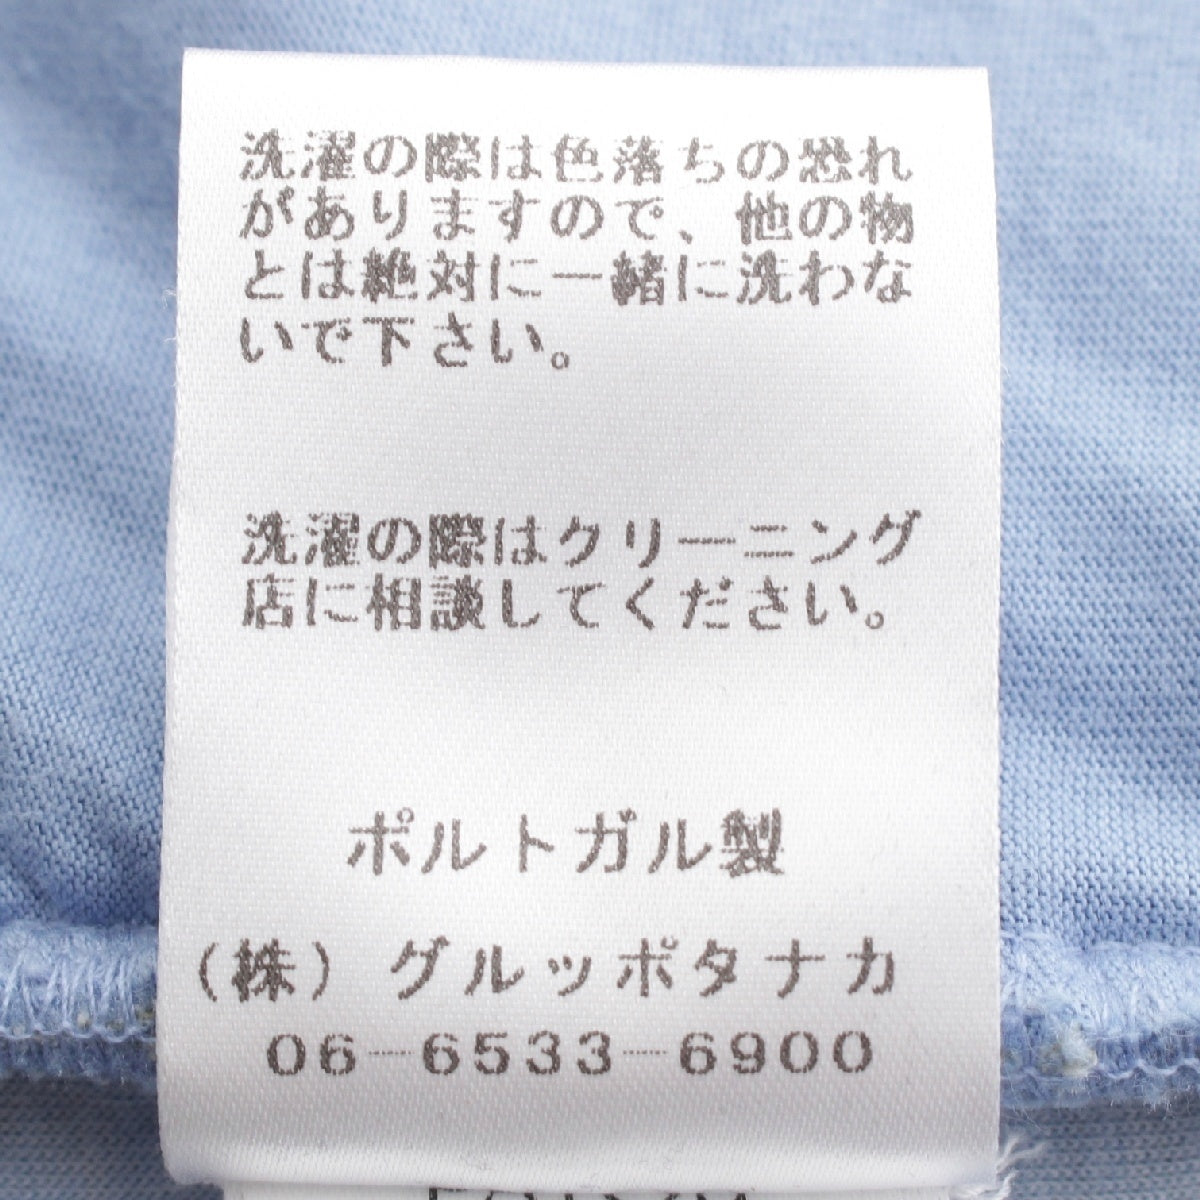 洗濯の際は色落ちの恐れ
がありますので、他の物
とは絶対に一緒に洗わな
いで下さい。
洗濯の際はクリーニング
店に相談してください。
ポルトガル製
(株) グルッポタナカ
06-6533-6900